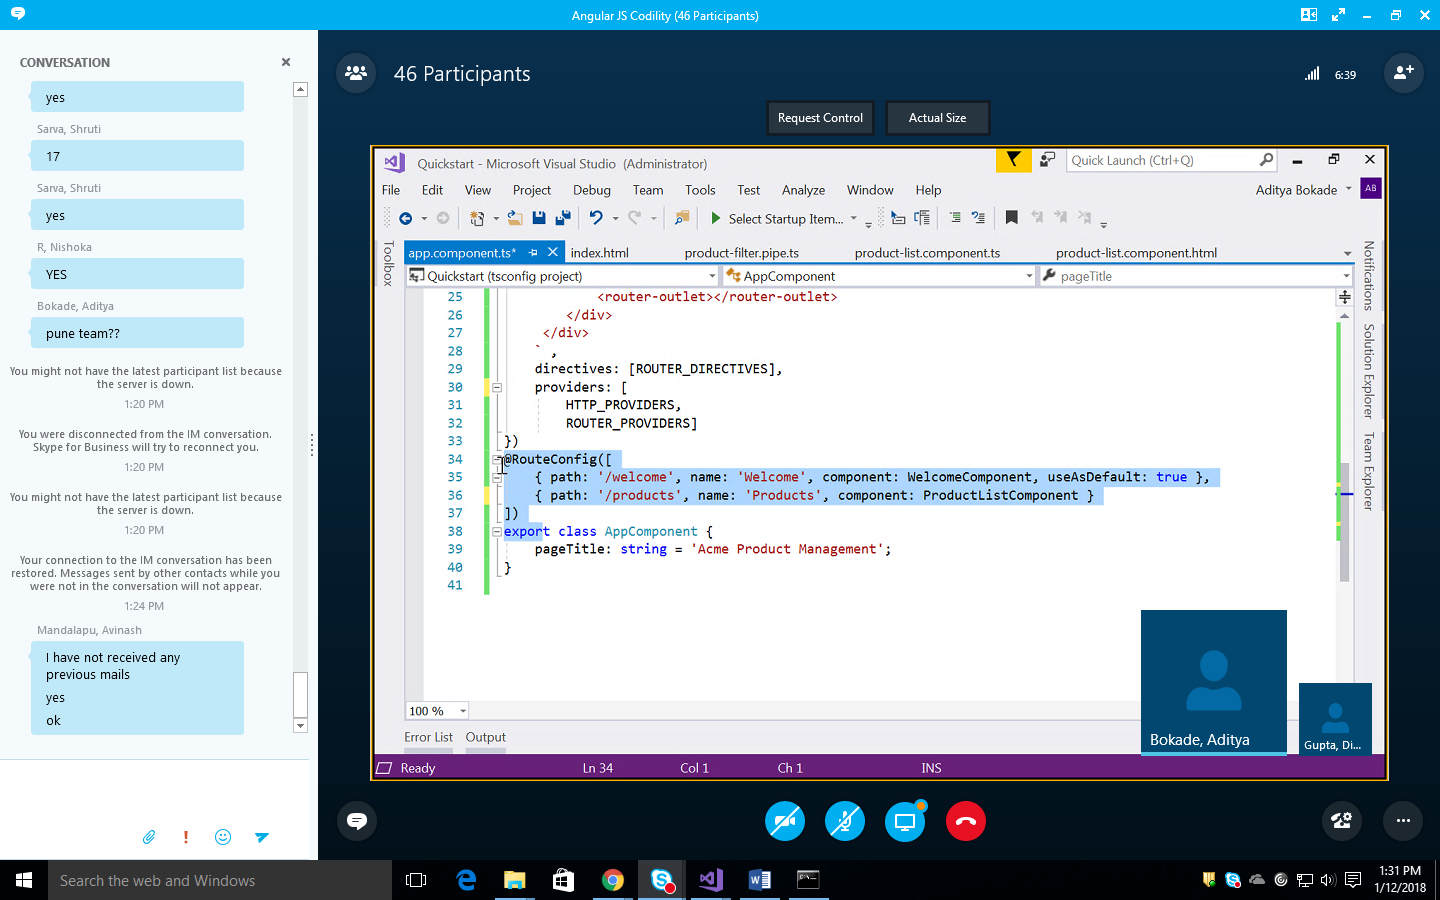 Angular JS Codility (46 Participants)
CONVERSATION
yes
Sarva, Shruti
17
Sarva, Shruti
yes
R, Nishoka
YES
Bokade, Aditya
pune team??
You might not have the latest participant list because
the server is down.
1:20 PM
You were disconnected from the IM conversation.
Skype for Business will try to reconnect you.
1:20 PM
You might not have the latest participant list because
the server is down.
1:20 PM
Your connection to the IM conversation has been
restored. Messages sent by other contacts while you
were not in the conversation will not appear.
1:24 PM
Mandalapu, Avinash
I have not received any
previous mails
yes
ok
46 Participants
6:39
Request Control
Actual Size
Quickstart - Microsoft Visual Studio (Administrator)
Quick Launch (Ctrl+Q)
File Edit View Project Debug Team Tools Test Analyze Window Help
Aditya Bokade AB
Select Startup Item...
Toolbox
app.component.ts* index.html product-filter.pipe.ts product-list.component.ts product-list.component.html
Quickstart (tsconfig project) AppComponent pageTitle
25 <router-outlet></router-outlet>
26 </div>
27 </div>
28 ` ,
29 directives: [ROUTER_DIRECTIVES],
30 providers: [
31 HTTP_PROVIDERS,
32 ROUTER_PROVIDERS]
33 })
34 @RouteConfig([
35 { path: '/welcome', name: 'Welcome', component: WelcomeComponent, useAsDefault: true },
36 { path: '/products', name: 'Products', component: ProductListComponent }
37 ])
38 export class AppComponent {
39 pageTitle: string = 'Acme Product Management';
40 }
41
Notifications
Solution Explorer
Team Explorer
100 %
Error List Output
Ready Ln 34 Col 1 Ch 1 INS
Bokade, Aditya
Gupta, Di...
Search the web and Windows
1:31 PM
1/12/2018